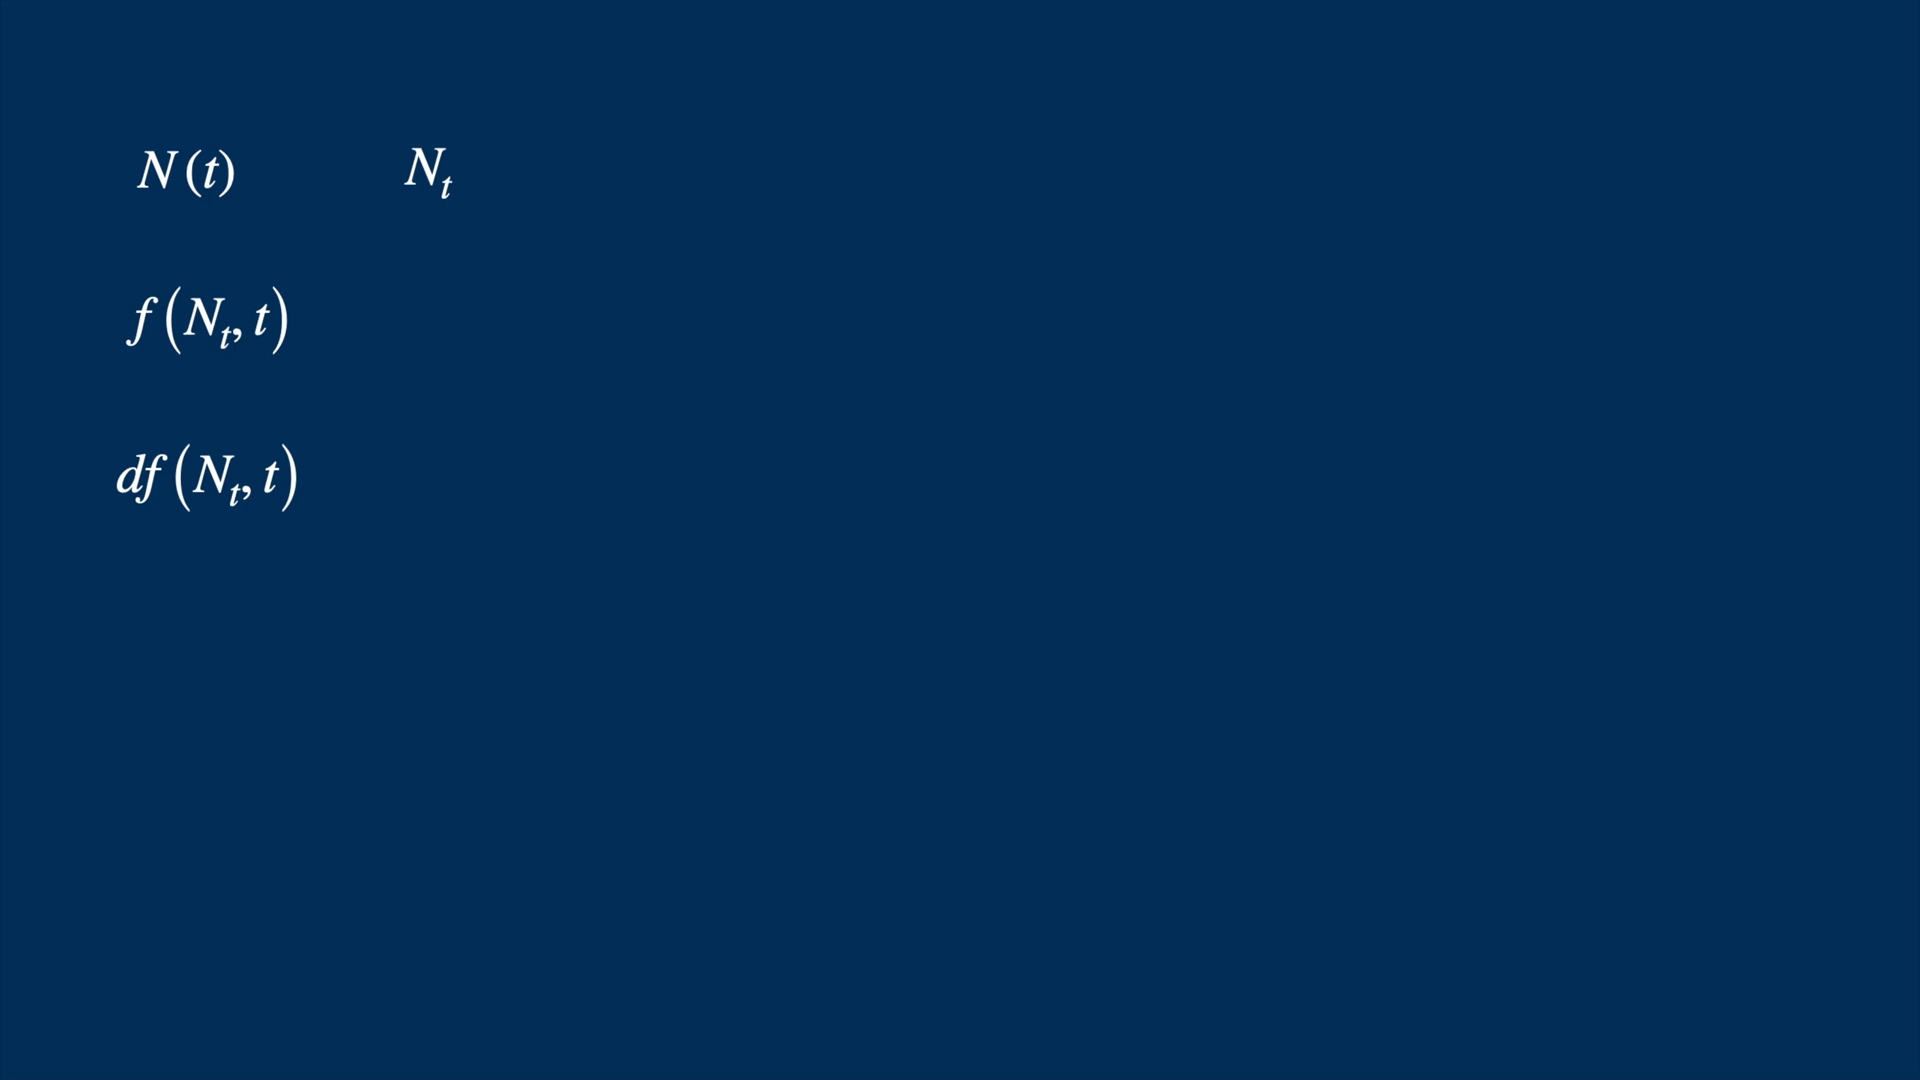 N(t) N_t
f(N_t, t)
df(N_t, t)